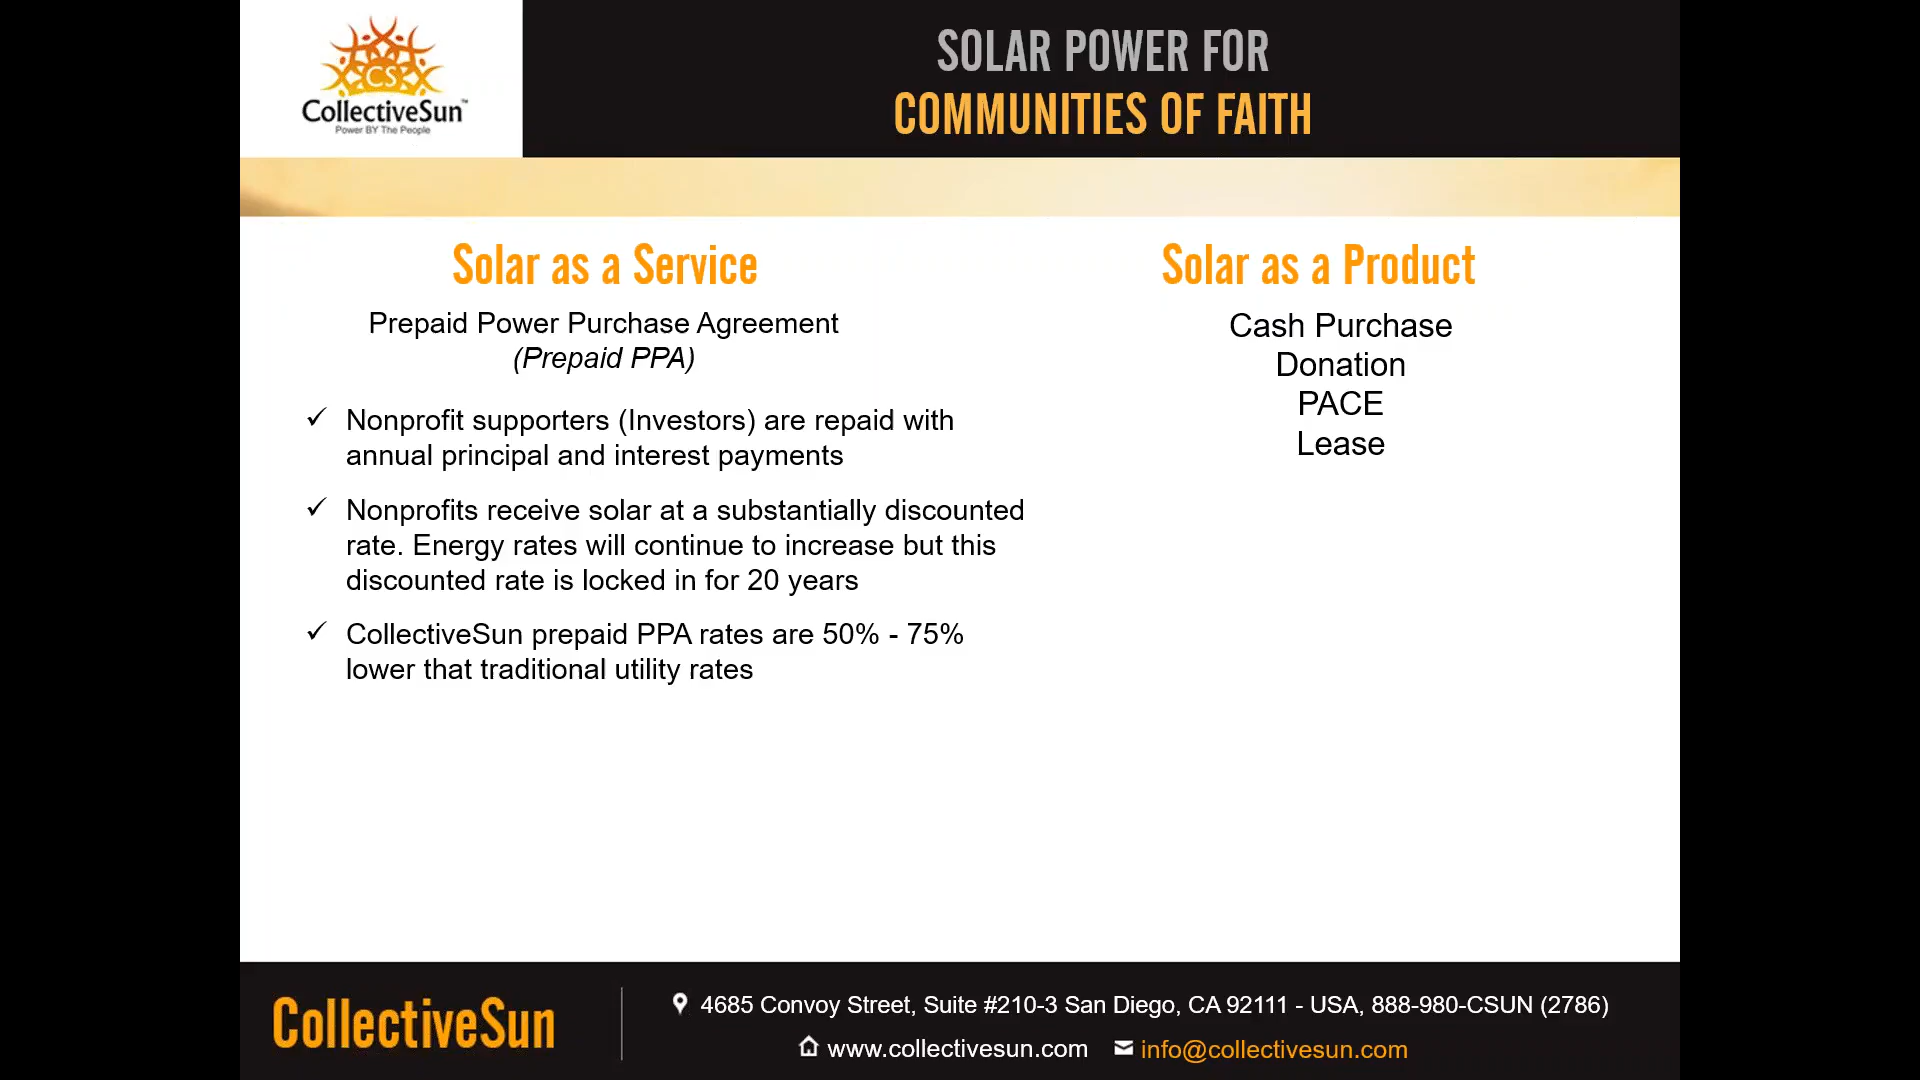 CS
CollectiveSun™
Power BY The People
SOLAR POWER FOR
COMMUNITIES OF FAITH
Solar as a Service
Prepaid Power Purchase Agreement
(Prepaid PPA)
✓ Nonprofit supporters (Investors) are repaid with
annual principal and interest payments
✓ Nonprofits receive solar at a substantially discounted
rate. Energy rates will continue to increase but this
discounted rate is locked in for 20 years
✓ CollectiveSun prepaid PPA rates are 50% - 75%
lower that traditional utility rates
Solar as a Product
Cash Purchase
Donation
PACE
Lease
CollectiveSun
4685 Convoy Street, Suite #210-3 San Diego, CA 92111 - USA, 888-980-CSUN (2786)
www.collectivesun.com info@collectivesun.com